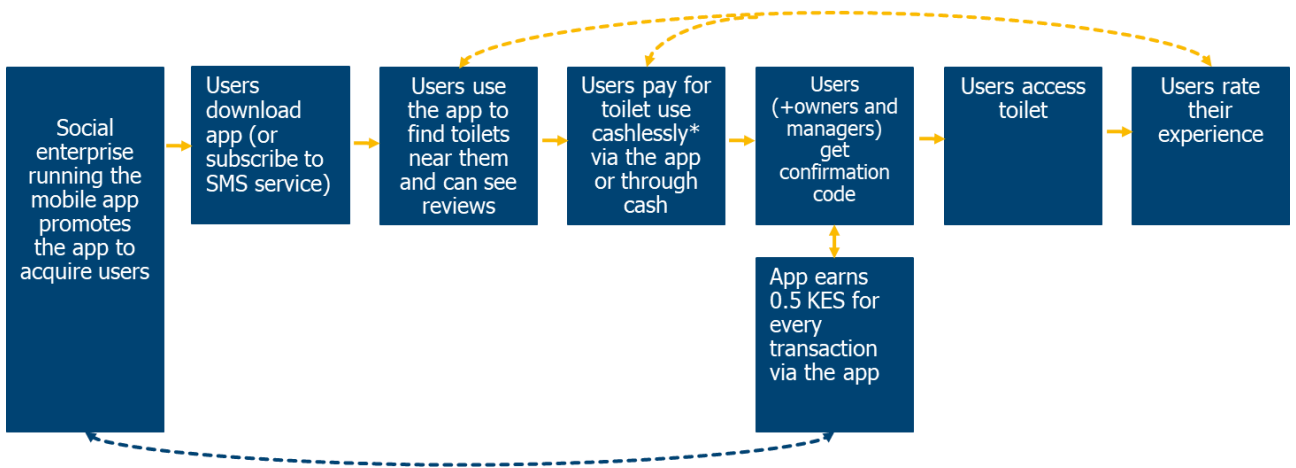 Social
enterprise
running the
mobile app
promotes
the app to
acquire users
Users
download
app (or
subscribe to
SMS service)
Users use
the app to
find toilets
near them
and can see
reviews
Users pay for
toilet use
cashlessly*
via the app
or through
cash
Users
(+owners and
managers)
get
confirmation
code
Users access
toilet
Users rate
their
experience
App earns
0.5 KES for
every
transaction
via the app